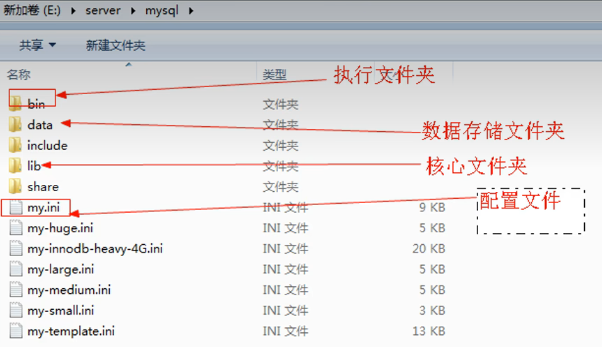 新加卷 (E:) ▸ server ▸ mysql ▸
共享 ▼ 新建文件夹
名称 类型
bin 文件夹 执行文件夹
data 文件夹 数据存储文件夹
include 文件夹
lib 文件夹 核心文件夹
share 文件夹
my.ini INI 文件 9 KB 配置文件
my-huge.ini INI 文件 5 KB
my-innodb-heavy-4G.ini INI 文件 20 KB
my-large.ini INI 文件 5 KB
my-medium.ini INI 文件 5 KB
my-small.ini INI 文件 3 KB
my-template.ini INI 文件 13 KB